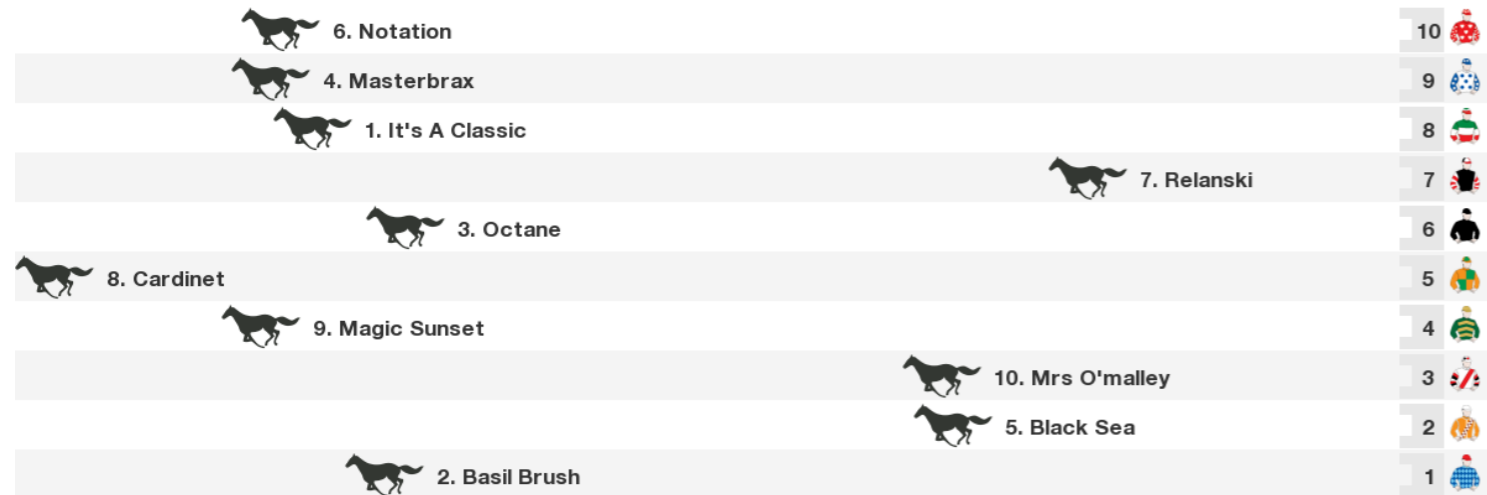 6. Notation 10
4. Masterbrax 9
1. It's A Classic 8
7. Relanski 7
3. Octane 6
8. Cardinet 5
9. Magic Sunset 4
10. Mrs O'malley 3
5. Black Sea 2
2. Basil Brush 1